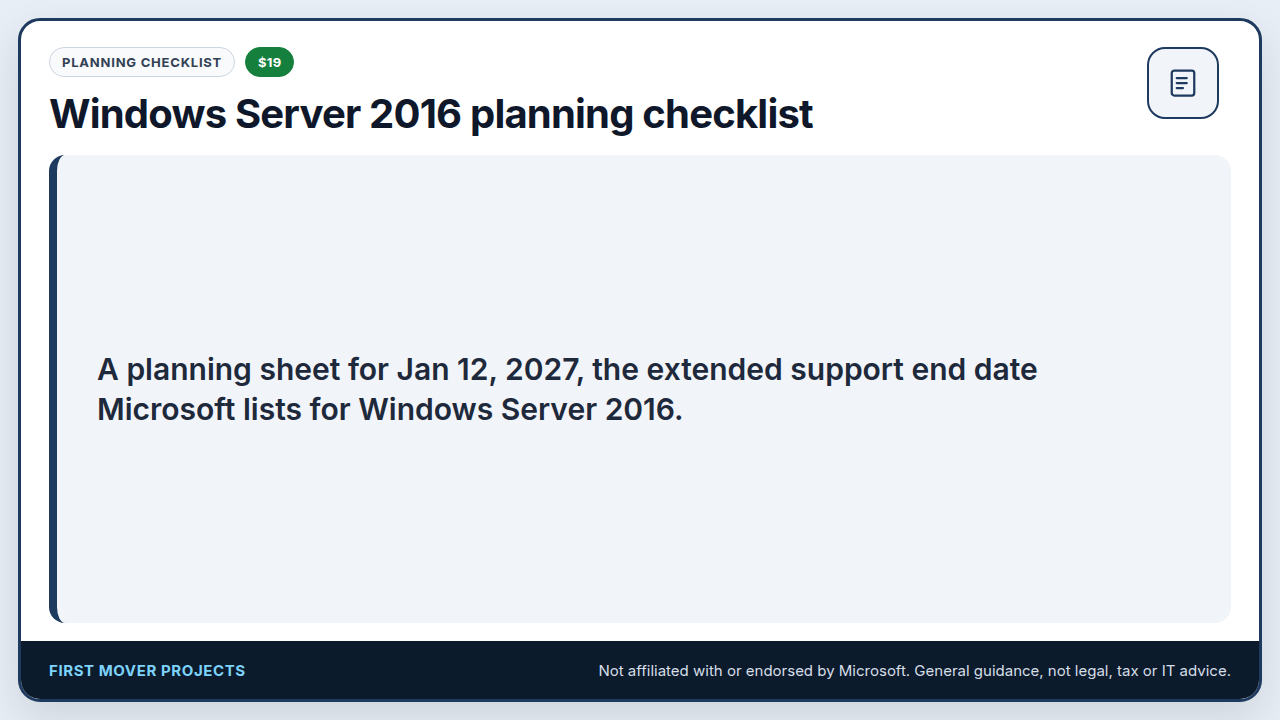 PLANNING CHECKLIST $19
Windows Server 2016 planning checklist
A planning sheet for Jan 12, 2027, the extended support end date
Microsoft lists for Windows Server 2016.
FIRST MOVER PROJECTS
Not affiliated with or endorsed by Microsoft. General guidance, not legal, tax or IT advice.